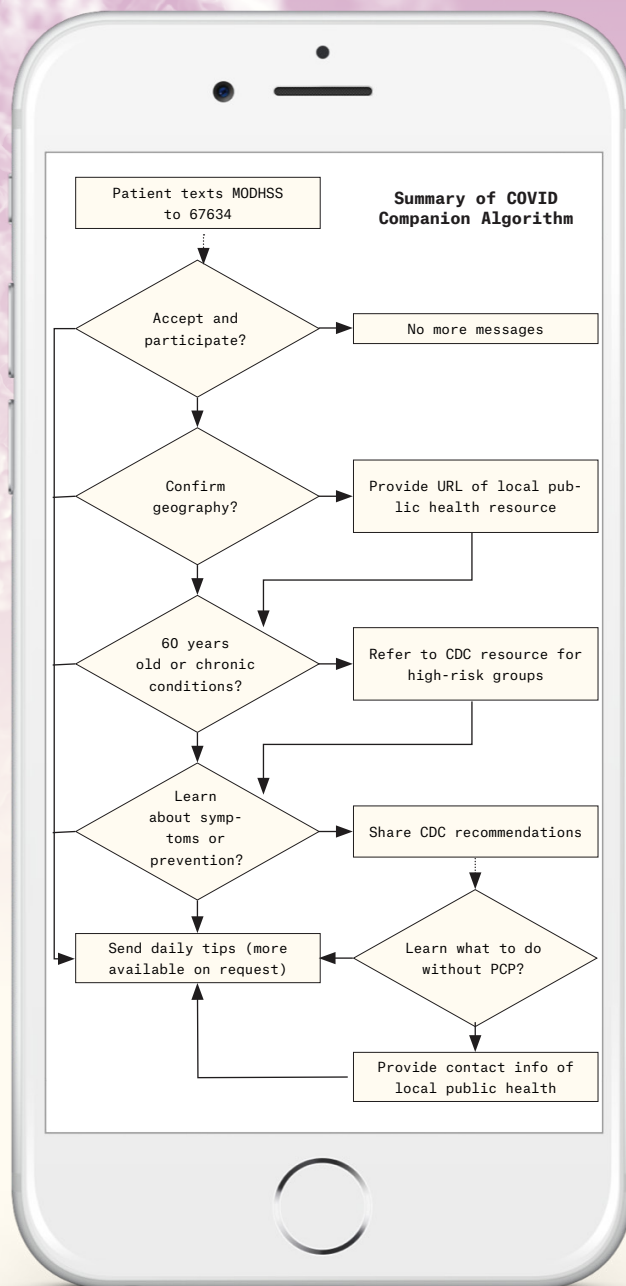 Summary of COVID
Companion Algorithm
Patient texts MODHSS
to 67634
Accept and
participate?
No more messages
Confirm
geography?
Provide URL of local pub-
lic health resource
60 years
old or chronic
conditions?
Refer to CDC resource for
high-risk groups
Learn
about symp-
toms or
prevention?
Share CDC recommendations
Send daily tips (more
available on request)
Learn what to do
without PCP?
Provide contact info of
local public health